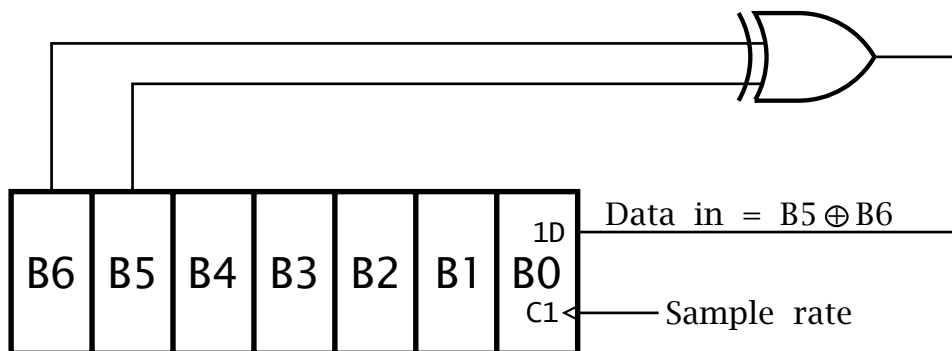 1D
Data in = B5 ⊕ B6
B6 B5 B4 B3 B2 B1 B0
C1 Sample rate